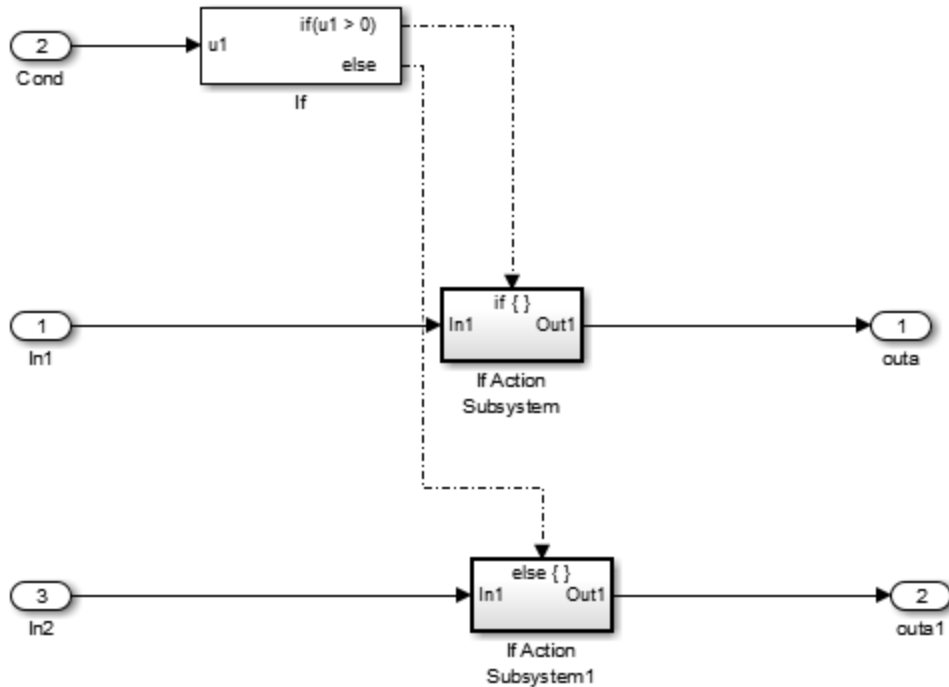 if(u1 > 0)
2
u1
else
Cond
If
if { }
1
In1
Out1
1
In1
outa
If Action
Subsystem
else { }
3
In1
Out1
2
In2
outa1
If Action
Subsystem1